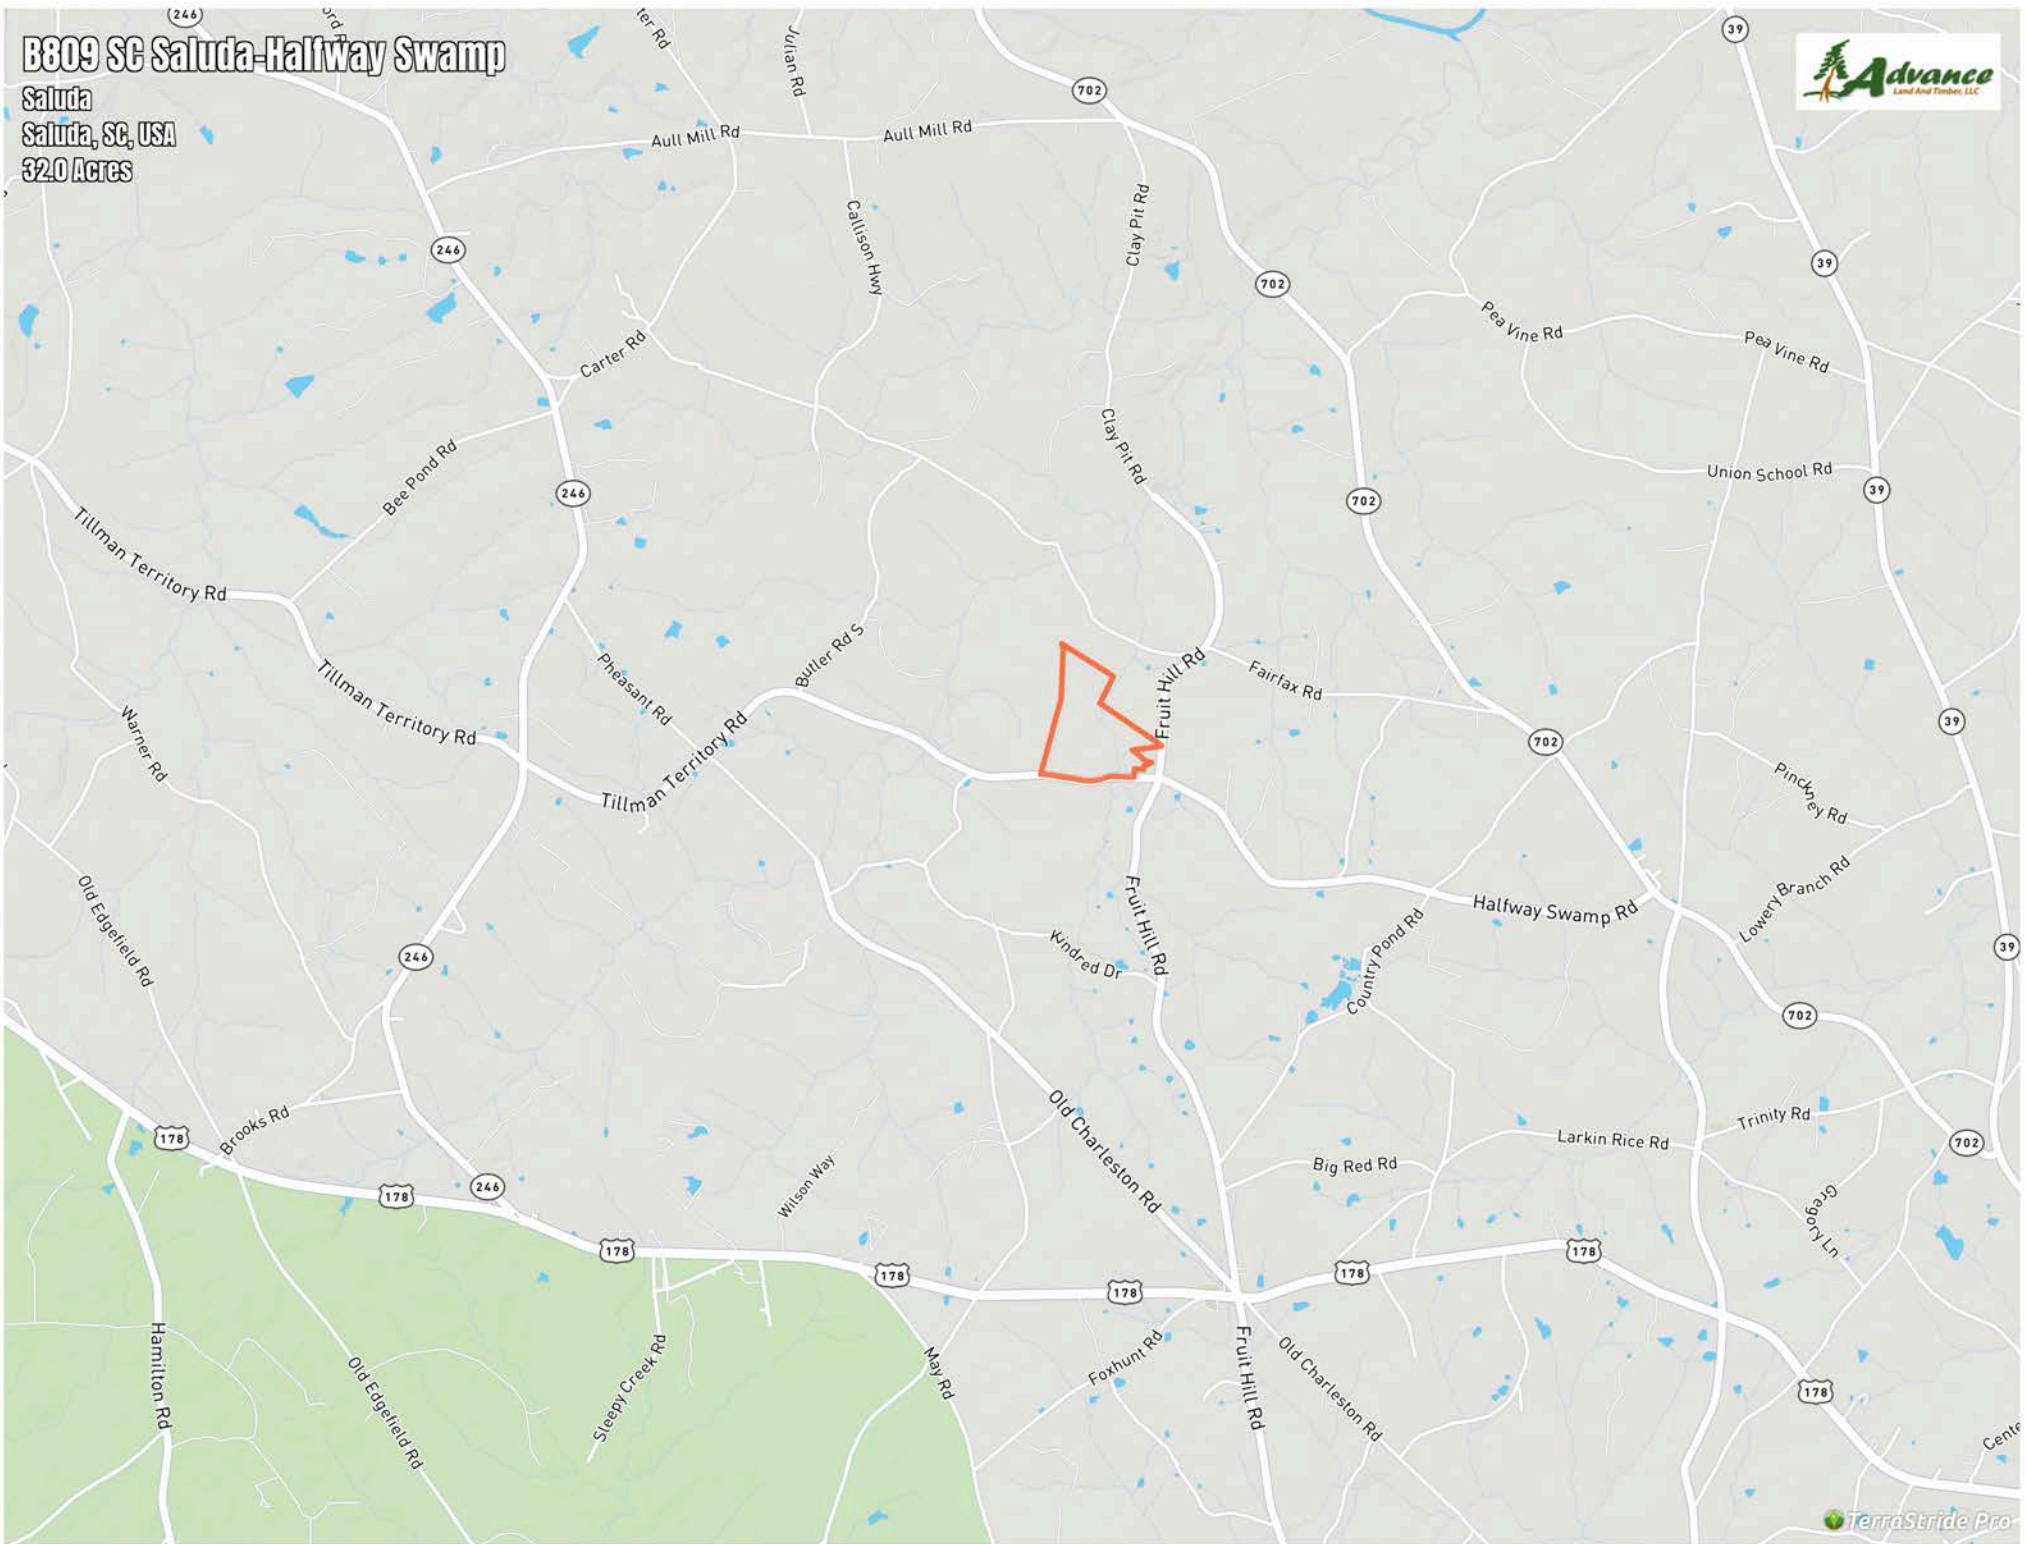 B809 SC Saluda-Halfway Swamp
Saluda
Saluda, SC, USA
32.0 Acres
Advance
Land And Timber, LLC
246
ord R
ter Rd
Julian Rd
702
39
Aull Mill Rd
Aull Mill Rd
Clay Pit Rd
Callison Hwy
246
39
702
Pea Vine Rd
Pea Vine Rd
Carter Rd
Clay Pit Rd
Bee Pond Rd
Union School Rd
246
702
39
Tillman Territory Rd
Butler Rd S
Fruit Hill Rd
Fairfax Rd
Pheasant Rd
Tillman Territory Rd
Tillman Territory Rd
Warner Rd
39
702
Pinckney Rd
Old Edgefield Rd
Fruit Hill Rd
Halfway Swamp Rd
Lowery Branch Rd
Kindred Dr
Country Pond Rd
246
39
702
Old Charleston Rd
Trinity Rd
Brooks Rd
178
Larkin Rice Rd
702
Big Red Rd
Wilson Way
246
178
Gregory Ln
178
178
178
178
178
Hamilton Rd
Old Edgefield Rd
Sleepy Creek Rd
May Rd
Foxhunt Rd
Fruit Hill Rd
Old Charleston Rd
178
Cente
TerraStride Pro